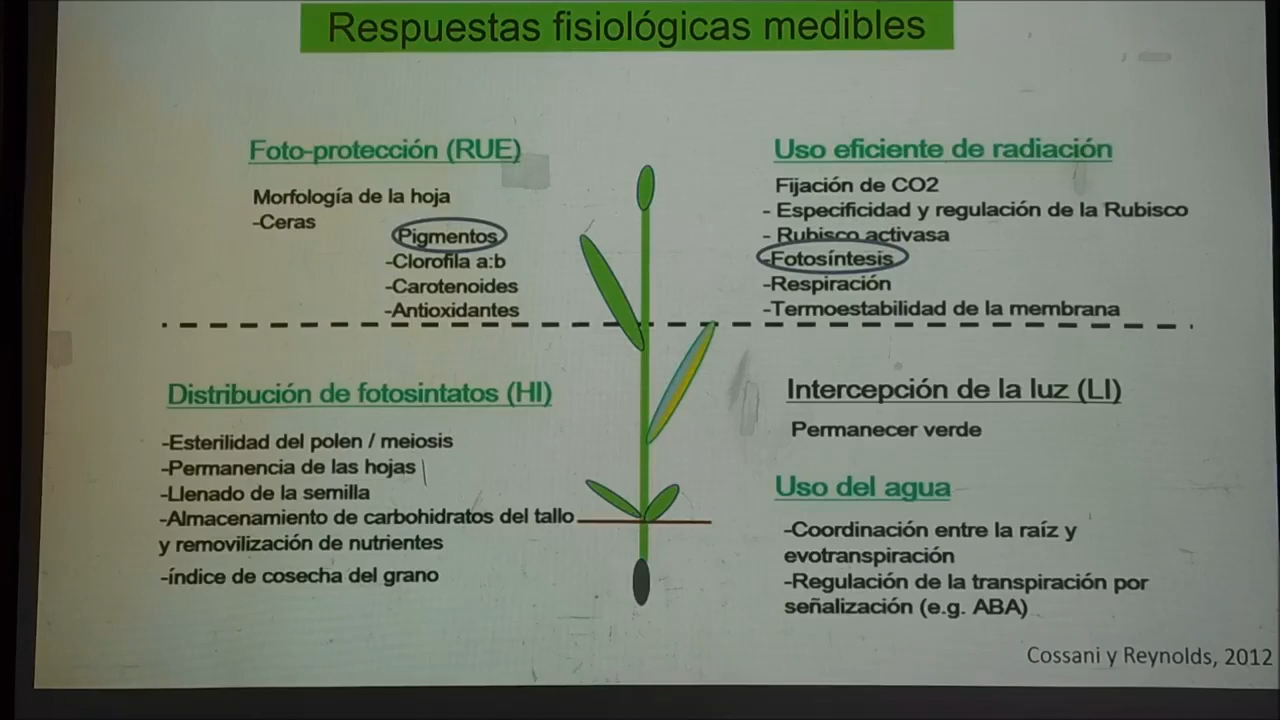 Respuestas fisiológicas medibles
Foto-protección (RUE)
Morfología de la hoja
-Ceras
Pigmentos
-Clorofila a:b
-Carotenoides
-Antioxidantes
Uso eficiente de radiación
Fijación de CO2
- Especificidad y regulación de la Rubisco
- Rubisco activasa
-Fotosíntesis
-Respiración
-Termoestabilidad de la membrana
Distribución de fotosintatos (HI)
-Esterilidad del polen / meiosis
-Permanencia de las hojas
-Llenado de la semilla
-Almacenamiento de carbohidratos del tallo
y removilización de nutrientes
-índice de cosecha del grano
Intercepción de la luz (LI)
Permanecer verde
Uso del agua
-Coordinación entre la raíz y
evotranspiración
-Regulación de la transpiración por
señalización (e.g. ABA)
Cossani y Reynolds, 2012